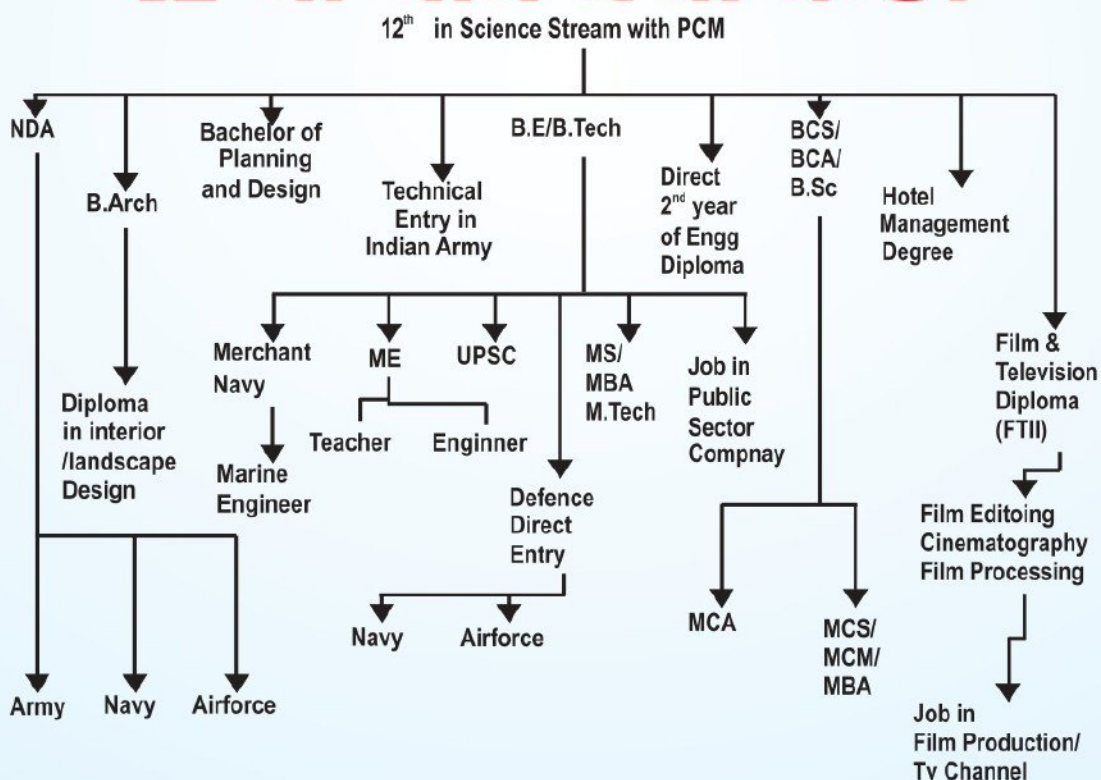 12th in Science Stream with PCM
NDA
B.Arch
Bachelor of
Planning
and Design
Technical
Entry in
Indian Army
B.E/B.Tech
Direct
2nd year
of Engg
Diploma
BCS/
BCA/
B.Sc
Hotel
Management
Degree
Film &
Television
Diploma
(FTII)
Diploma
in interior
/landscape
Design
Merchant
Navy
Marine
Engineer
ME
Teacher
Enginner
UPSC
Defence
Direct
Entry
Navy
Airforce
MS/
MBA
M.Tech
Job in
Public
Sector
Compnay
MCA
MCS/
MCM/
MBA
Film Editoing
Cinematography
Film Processing
Job in
Film Production/
Tv Channel
Army
Navy
Airforce